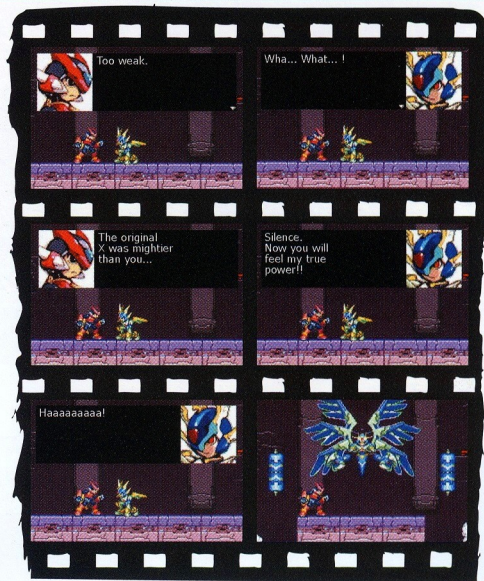 Too weak.
Wha... What... !
The original
X was mightier
than you...
Silence.
Now you will
feel my true
power!!
Haaaaaaaaa!